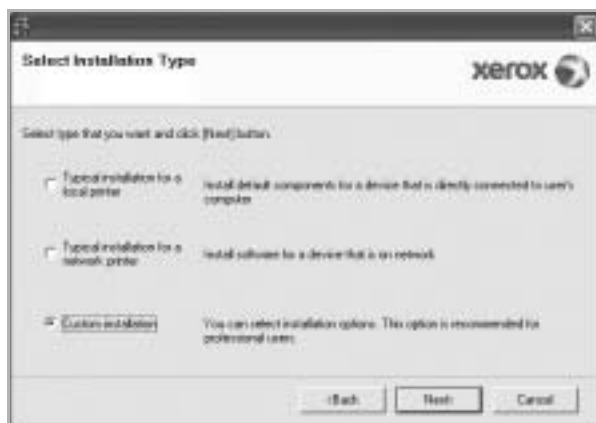 Select Installation Type
xerox
Select type that you want and click [Next] button.
Typical installation for a
local printer
Install default components for a device that is directly connected to user's
computer
Typical installation for a
network printer
Install software for a device that is on network
Custom installation
You can select installation options. This option is recommended for
professional users.
<Back
Next>
Cancel